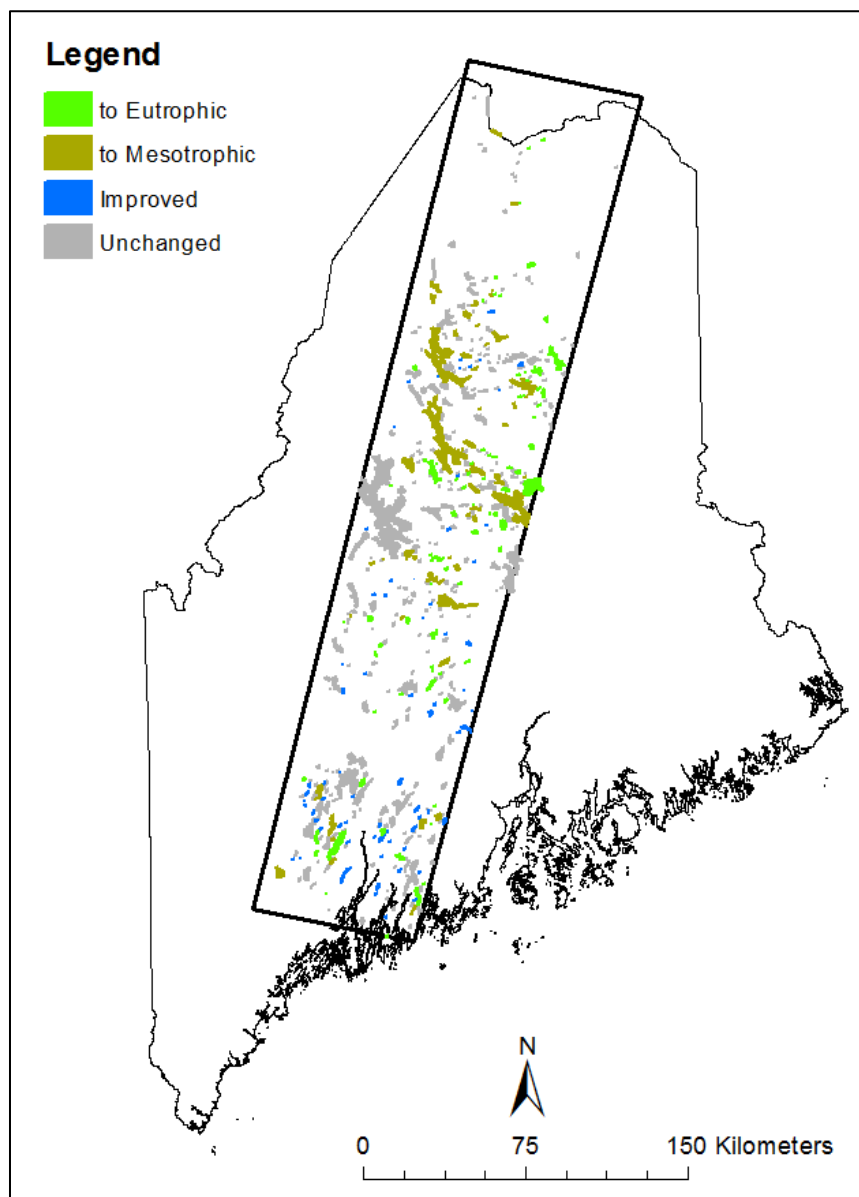 Legend
to Eutrophic
to Mesotrophic
Improved
Unchanged
N
0 75 150 Kilometers